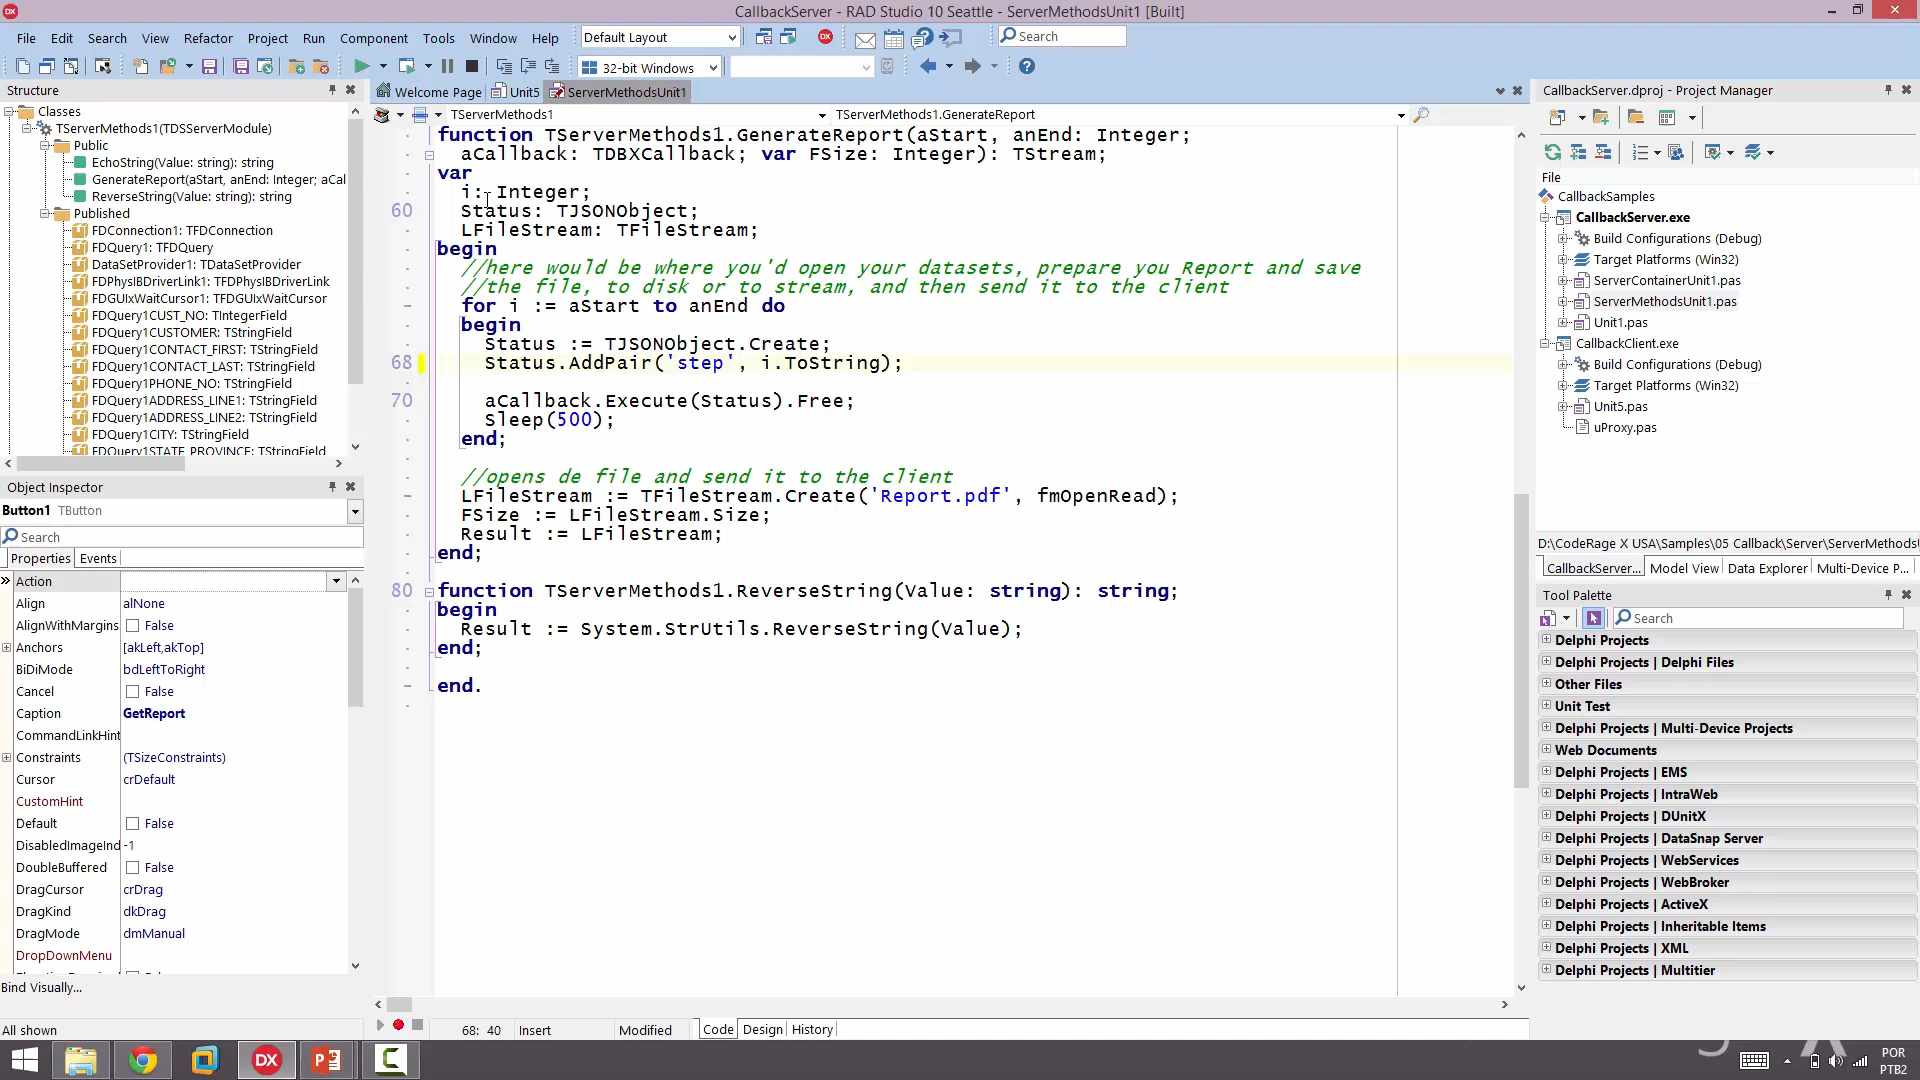 CallbackServer - RAD Studio 10 Seattle - ServerMethodsUnit1 [Built]
File Edit Search View Refactor Project Run Component Tools Window Help
Default Layout
Search
32-bit Windows
Structure
Classes
TServerMethods1(TDSServerModule)
Public
EchoString(Value: string): string
GenerateReport(aStart, anEnd: Integer; aCal
ReverseString(Value: string): string
Published
FDConnection1: TFDConnection
FDQuery1: TFDQuery
DataSetProvider1: TDataSetProvider
FDPhysIBDriverLink1: TFDPhysIBDriverLink
FDGUIxWaitCursor1: TFDGUIxWaitCursor
FDQuery1CUST_NO: TIntegerField
FDQuery1CUSTOMER: TStringField
FDQuery1CONTACT_FIRST: TStringField
FDQuery1CONTACT_LAST: TStringField
FDQuery1PHONE_NO: TStringField
FDQuery1ADDRESS_LINE1: TStringField
FDQuery1ADDRESS_LINE2: TStringField
FDQuery1CITY: TStringField
FDQuery1STATE_PROVINCE: TStringField
Object Inspector
Button1 TButton
Search
Properties Events
Action
Align alNone
AlignWithMargins False
Anchors [akLeft,akTop]
BiDiMode bdLeftToRight
Cancel False
Caption GetReport
CommandLinkHint
Constraints (TSizeConstraints)
Cursor crDefault
CustomHint
Default False
DisabledImageInd -1
DoubleBuffered False
DragCursor crDrag
DragKind dkDrag
DragMode dmManual
DropDownMenu
Bind Visually...
All shown
Welcome Page Unit5 ServerMethodsUnit1
TServerMethods1 TServerMethods1.GenerateReport
function TServerMethods1.GenerateReport(aStart, anEnd: Integer;
aCallback: TDBXCallback; var FSize: Integer): TStream;
var
i: Integer;
60 Status: TJSONObject;
LFileStream: TFileStream;
begin
//here would be where you'd open your datasets, prepare you Report and save
//the file, to disk or to stream, and then send it to the client
for i := aStart to anEnd do
begin
Status := TJSONObject.Create;
68 Status.AddPair('step', i.ToString);
70 aCallback.Execute(Status).Free;
Sleep(500);
end;
//opens de file and send it to the client
LFileStream := TFileStream.Create('Report.pdf', fmOpenRead);
FSize := LFileStream.Size;
Result := LFileStream;
end;
80 function TServerMethods1.ReverseString(Value: string): string;
begin
Result := System.StrUtils.ReverseString(Value);
end;
end.
68: 40 Insert Modified Code Design History
CallbackServer.dproj - Project Manager
File
CallbackSamples
CallbackServer.exe
Build Configurations (Debug)
Target Platforms (Win32)
ServerContainerUnit1.pas
ServerMethodsUnit1.pas
Unit1.pas
CallbackClient.exe
Build Configurations (Debug)
Target Platforms (Win32)
Unit5.pas
uProxy.pas
D:\CodeRage X USA\Samples\05 Callback\Server\ServerMethodsU
CallbackServer... Model View Data Explorer Multi-Device P...
Tool Palette
Search
Delphi Projects
Delphi Projects | Delphi Files
Other Files
Unit Test
Delphi Projects | Multi-Device Projects
Web Documents
Delphi Projects | EMS
Delphi Projects | IntraWeb
Delphi Projects | DUnitX
Delphi Projects | DataSnap Server
Delphi Projects | WebServices
Delphi Projects | WebBroker
Delphi Projects | ActiveX
Delphi Projects | Inheritable Items
Delphi Projects | XML
Delphi Projects | Multitier
POR
PTB2